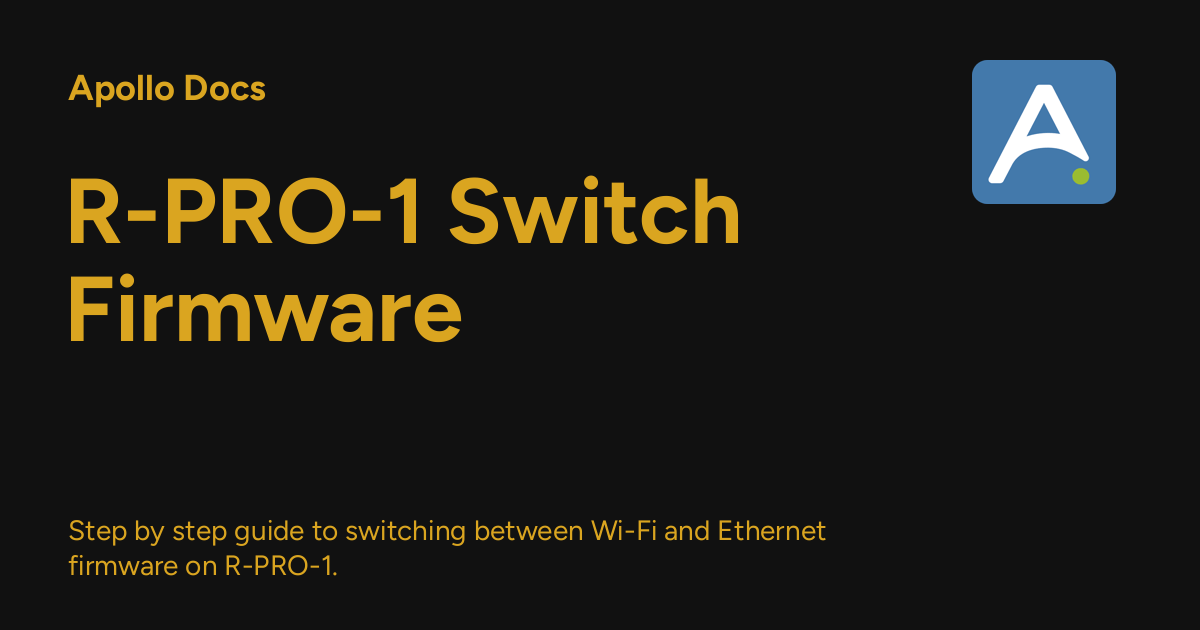 Apollo Docs
R-PRO-1 Switch
Firmware
Step by step guide to switching between Wi-Fi and Ethernet
firmware on R-PRO-1.